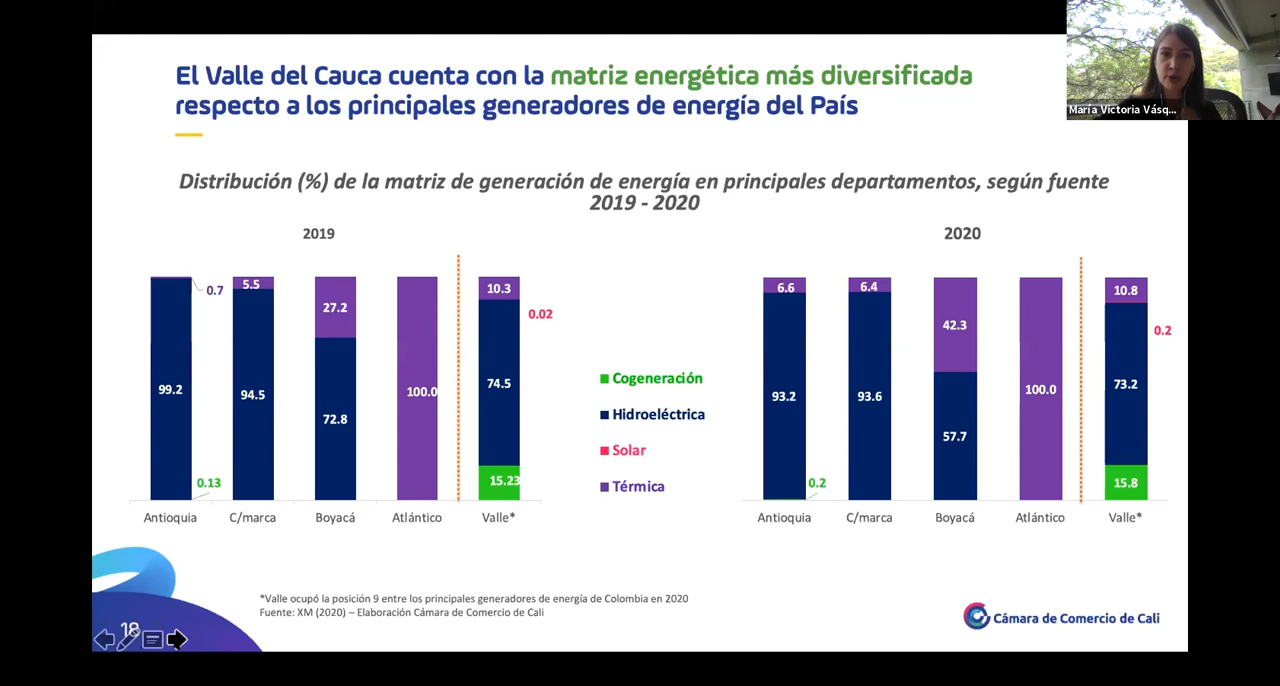 El Valle del Cauca cuenta con la matriz energética más diversificada
respecto a los principales generadores de energía del País
María Victoria Vásq...
Distribución (%) de la matriz de generación de energía en principales departamentos, según fuente
2019 - 2020
2019
0.7
5.5
27.2
10.3
0.02
99.2
94.5
72.8
100.0
74.5
0.13
15.23
Antioquia
C/marca
Boyacá
Atlántico
Valle*
Cogeneración
Hidroeléctrica
Solar
Térmica
2020
6.6
6.4
42.3
10.8
0.2
93.2
93.6
57.7
100.0
73.2
0.2
15.8
Antioquia
C/marca
Boyacá
Atlántico
Valle*
*Valle ocupó la posición 9 entre los principales generadores de energía de Colombia en 2020
Fuente: XM (2020) – Elaboración Cámara de Comercio de Cali
18
Cámara de Comercio de Cali